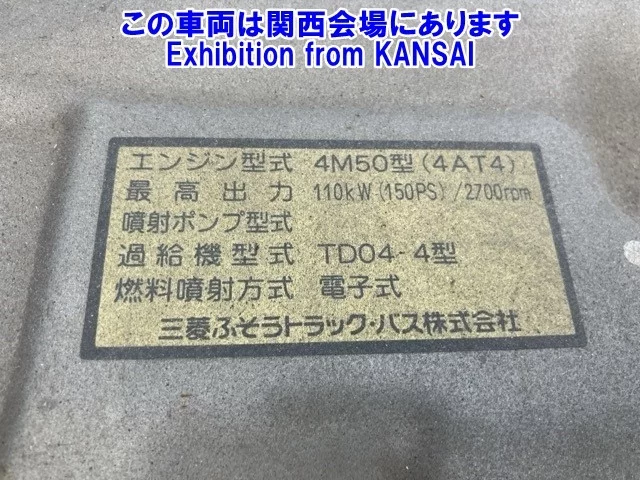 この車両は関西会場にあります
Exhibition from KANSAI
エンジン型式 4M50型(4AT4)
最高出力 110kW(150PS)/2700rpm
噴射ポンプ型式
過給機型式 TD04-4型
燃料噴射方式 電子式
三菱ふそうトラック・バス株式会社